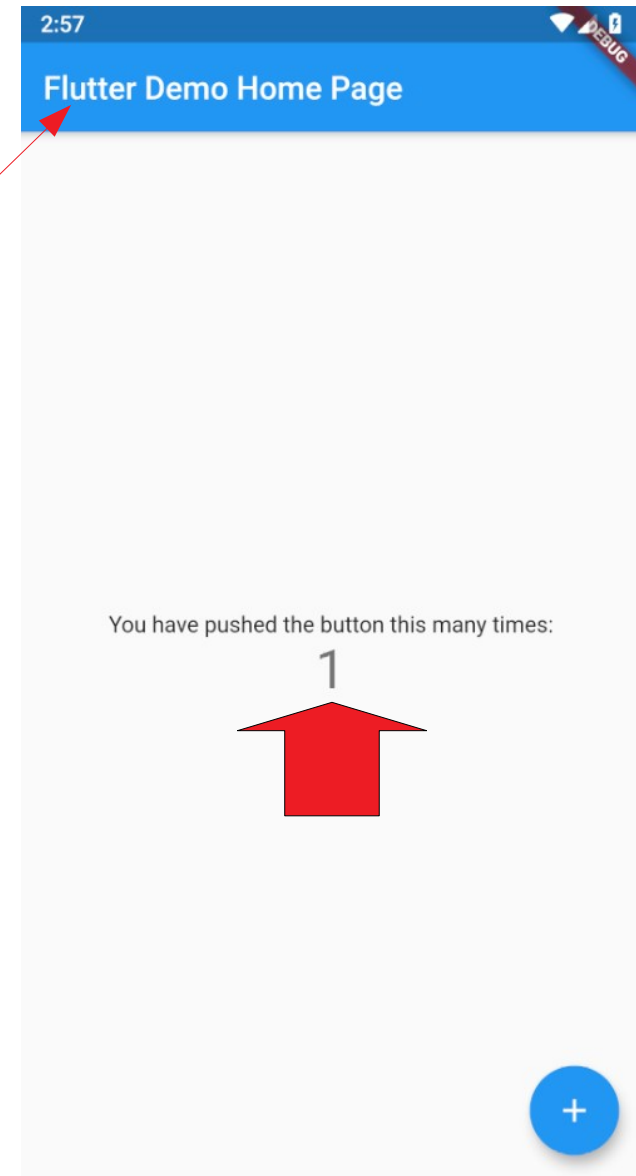 2:57
DEBUG
Flutter Demo Home Page
You have pushed the button this many times:
1
+